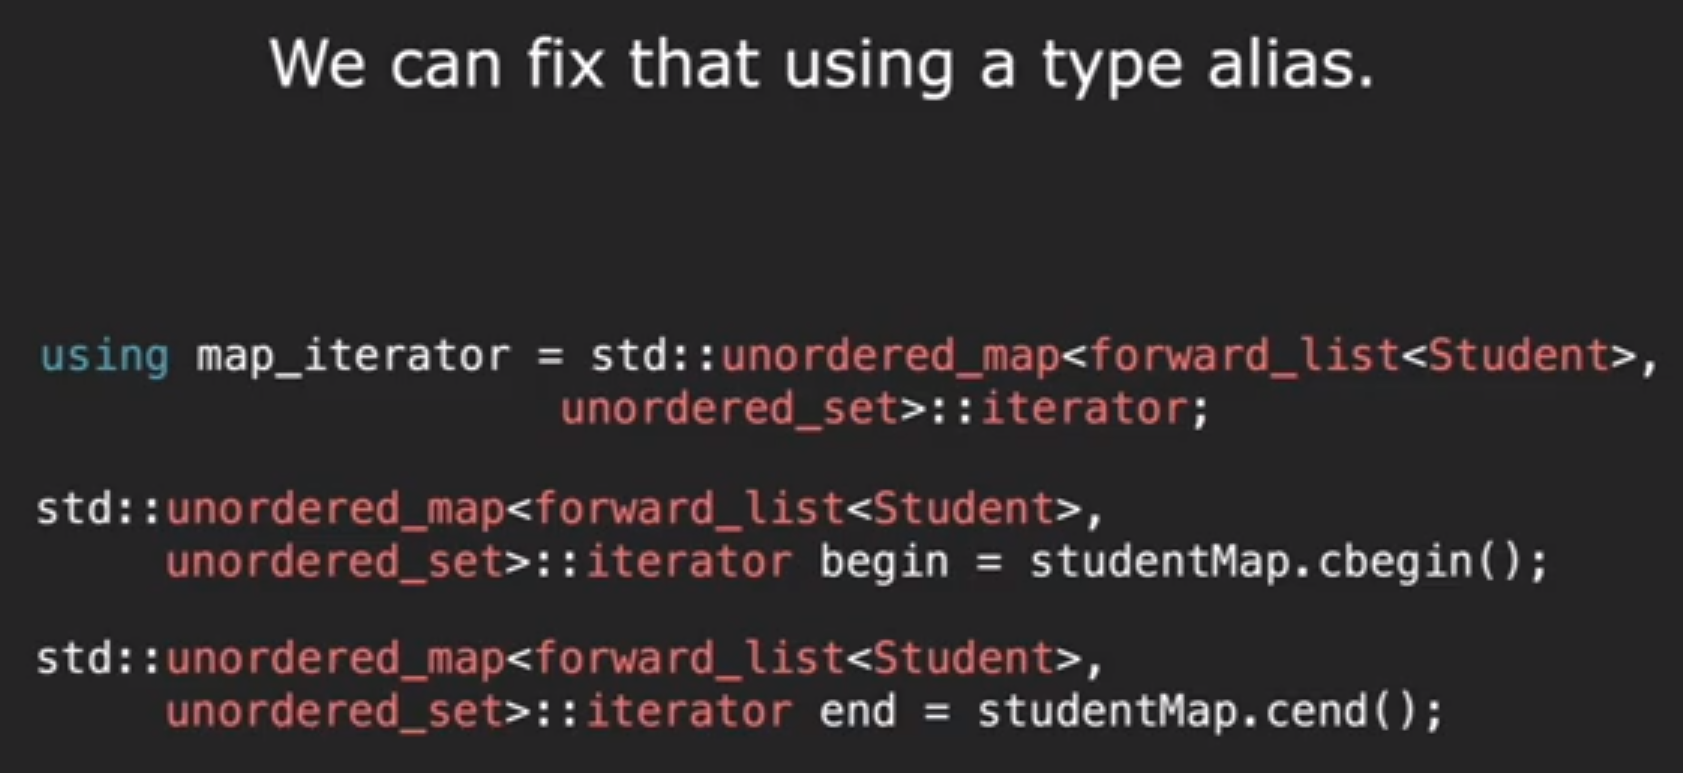 We can fix that using a type alias.
using map_iterator = std::unordered_map<forward_list<Student>,
unordered_set>::iterator;
std::unordered_map<forward_list<Student>,
unordered_set>::iterator begin = studentMap.cbegin();
std::unordered_map<forward_list<Student>,
unordered_set>::iterator end = studentMap.cend();